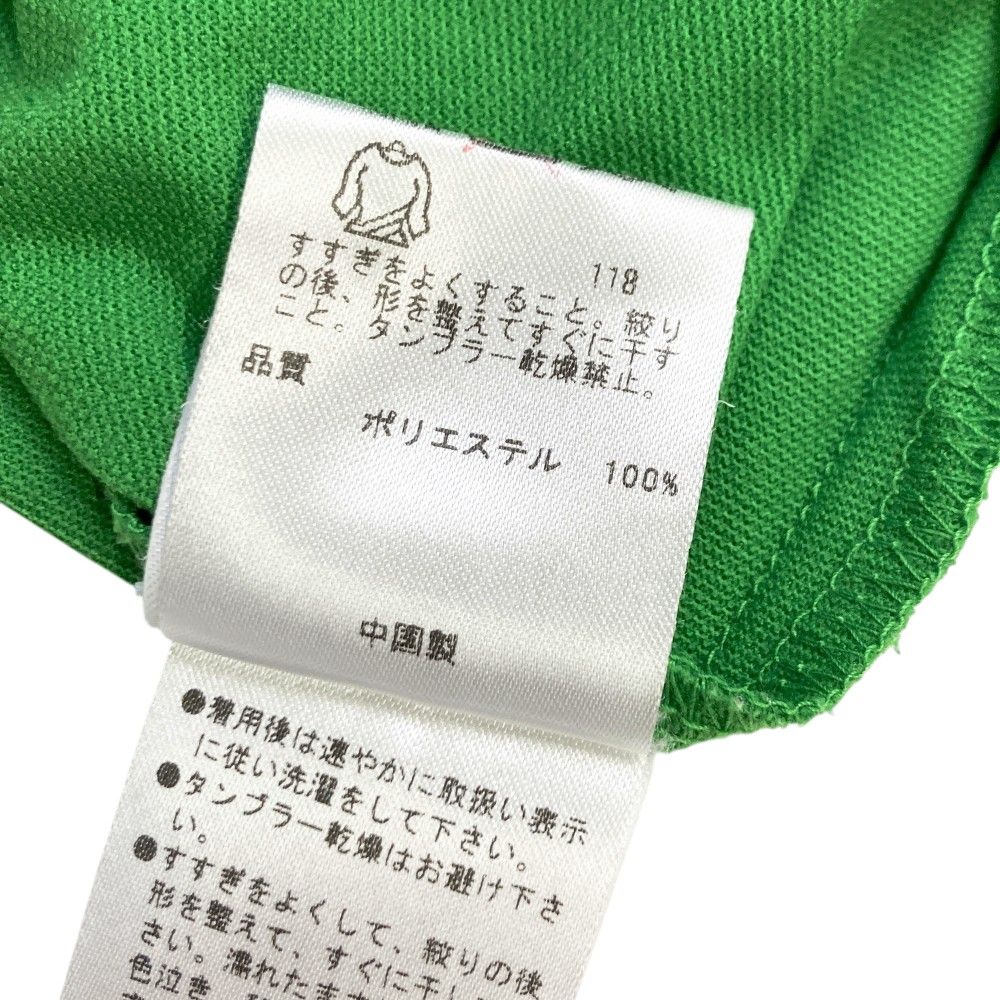 118
すすぎをよくすること。絞り
の後、形を整えてすぐに干す
こと。タンブラー乾燥禁止。
品質
ポリエステル 100%
中国製
●着用後は速やかに取扱い表示
に従い洗濯をして下さい。
●タンブラー乾燥はお避け下さ
い。
●すすぎをよくして、絞りの後
形を整えて、すぐに干し
さい。濡れたまま
色泣き